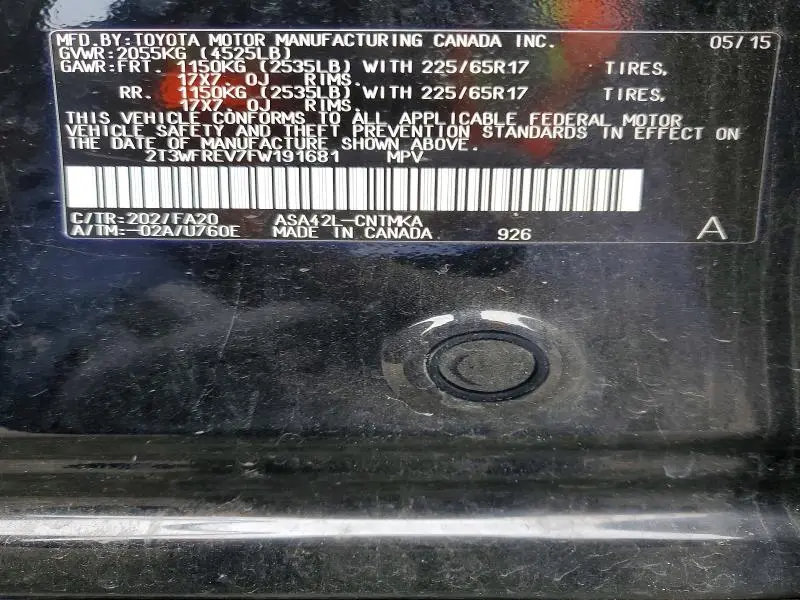 MFD.BY:TOYOTA MOTOR MANUFACTURING CANADA INC. 05/15
GVWR:2055KG (4525LB)
GAWR:FRT. 1150KG (2535LB) WITH 225/65R17 TIRES,
17X7 0J RIMS.
RR. 1150KG (2535LB) WITH 225/65R17 TIRES,
17X7 0J RIMS.
THIS VEHICLE CONFORMS TO ALL APPLICABLE FEDERAL MOTOR
VEHICLE SAFETY AND THEFT PREVENTION STANDARDS IN EFFECT ON
THE DATE OF MANUFACTURE SHOWN ABOVE.
2T3WFREV7FW191681 MPV
C/TR:202/FA20 ASA42L-CNTMKA
A/TM:-02A/U760E MADE IN CANADA 926 A